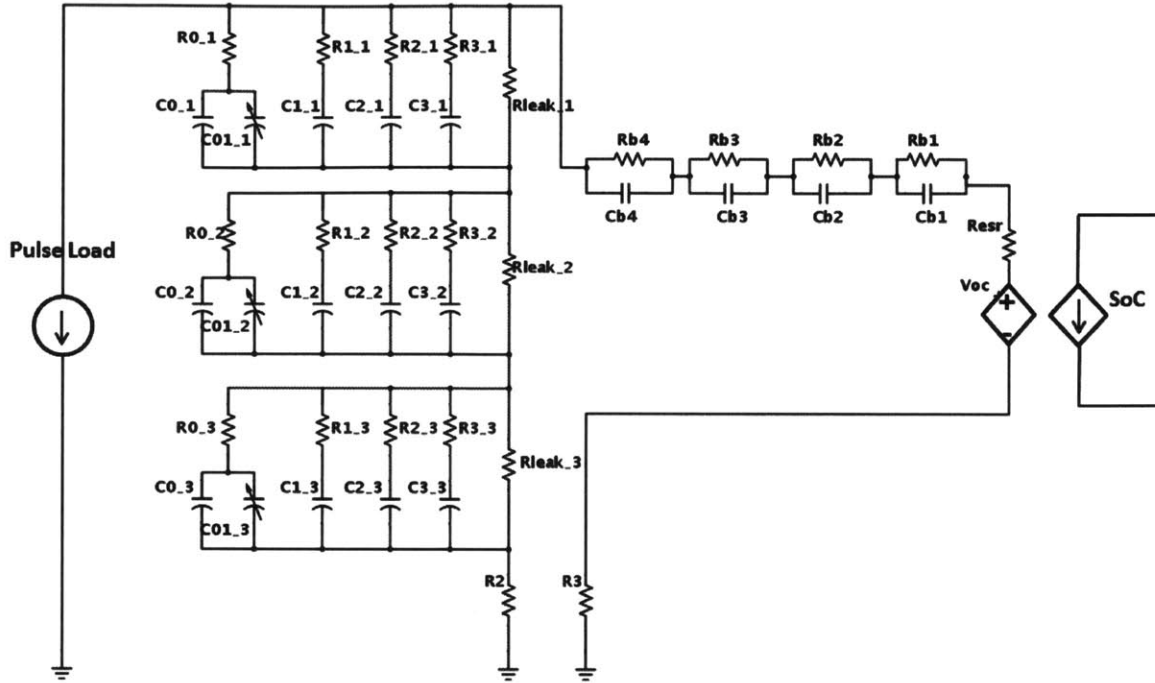 R0_1
R1_1
R2_1
R3_1
C0_1
C01_1
C1_1
C2_1
C3_1
Rleak_1
Rb4
Rb3
Rb2
Rb1
Cb4
Cb3
Cb2
Cb1
Pulse Load
R0_2
R1_2
R2_2
R3_2
Resr
C0_2
C01_2
C1_2
C2_2
C3_2
Rleak_2
Voc
+
-
SoC
R0_3
R1_3
R2_3
R3_3
C0_3
C01_3
C1_3
C2_3
C3_3
Rleak_3
R2
R3